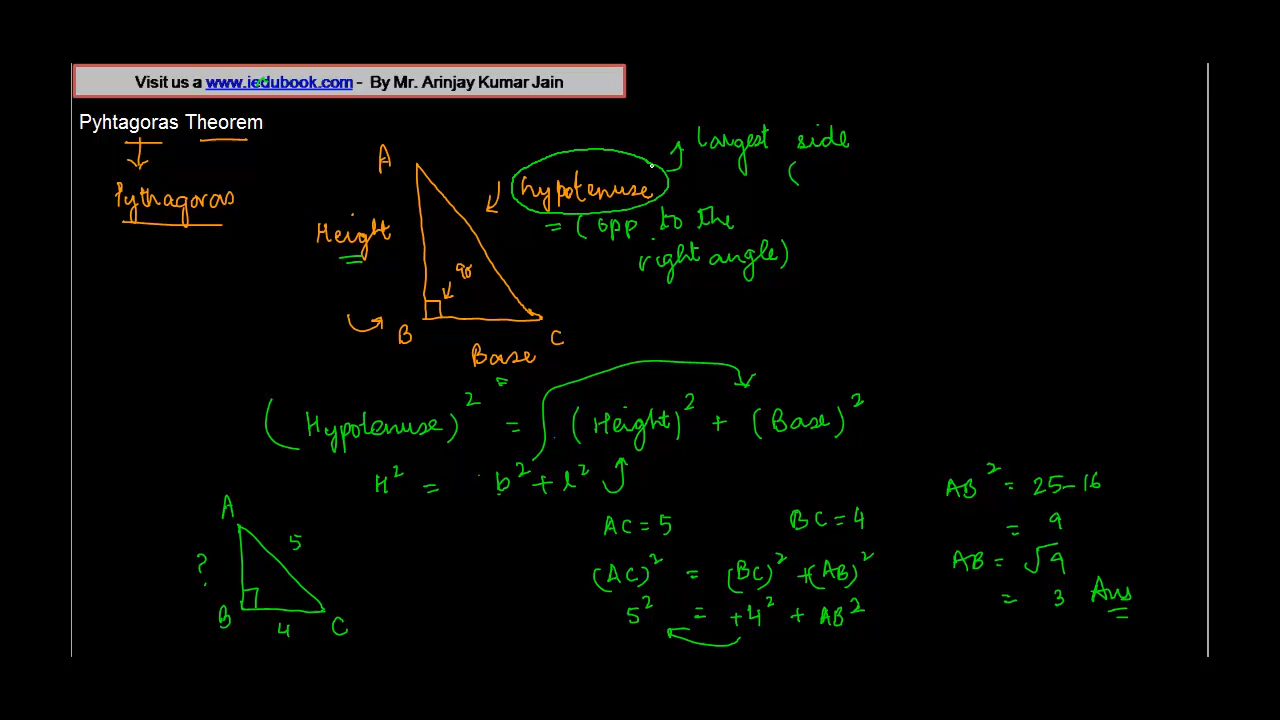 Visit us a www.iedubook.com - By Mr. Arinjay Kumar Jain
Pyhtagoras Theorem
Pythagoras
A
Height
90
B
C
Base
hypotenuse
largest side
(
= (opp to the
right angle)
(Hypotenuse)² = (Height)² + (Base)²
H² = b² + l²
A
?
5
B
4
C
AC = 5
BC = 4
(AC)² = (BC)² + (AB)²
5² = +4² + AB²
AB² = 25-16
= 9
AB = √9
= 3 Ans